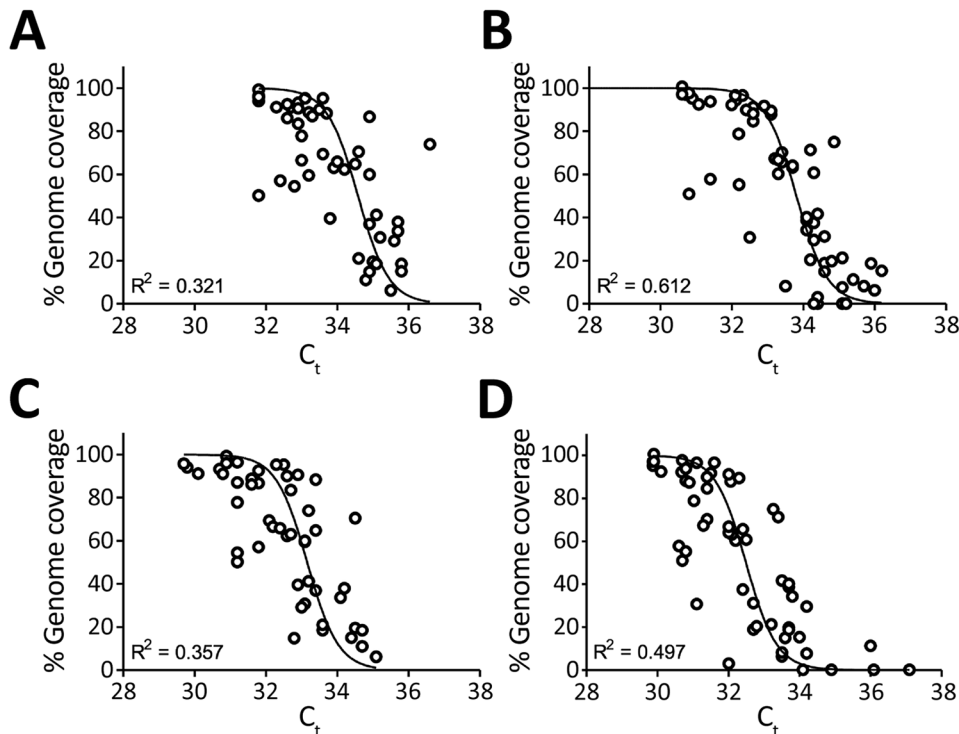 A
% Genome coverage
100
80
60
40
20
0
R² = 0.321
28 30 32 34 36 38
Cₜ
B
% Genome coverage
100
80
60
40
20
0
R² = 0.612
28 30 32 34 36 38
Cₜ
C
% Genome coverage
100
80
60
40
20
0
R² = 0.357
28 30 32 34 36 38
Cₜ
D
% Genome coverage
100
80
60
40
20
0
R² = 0.497
28 30 32 34 36 38
Cₜ